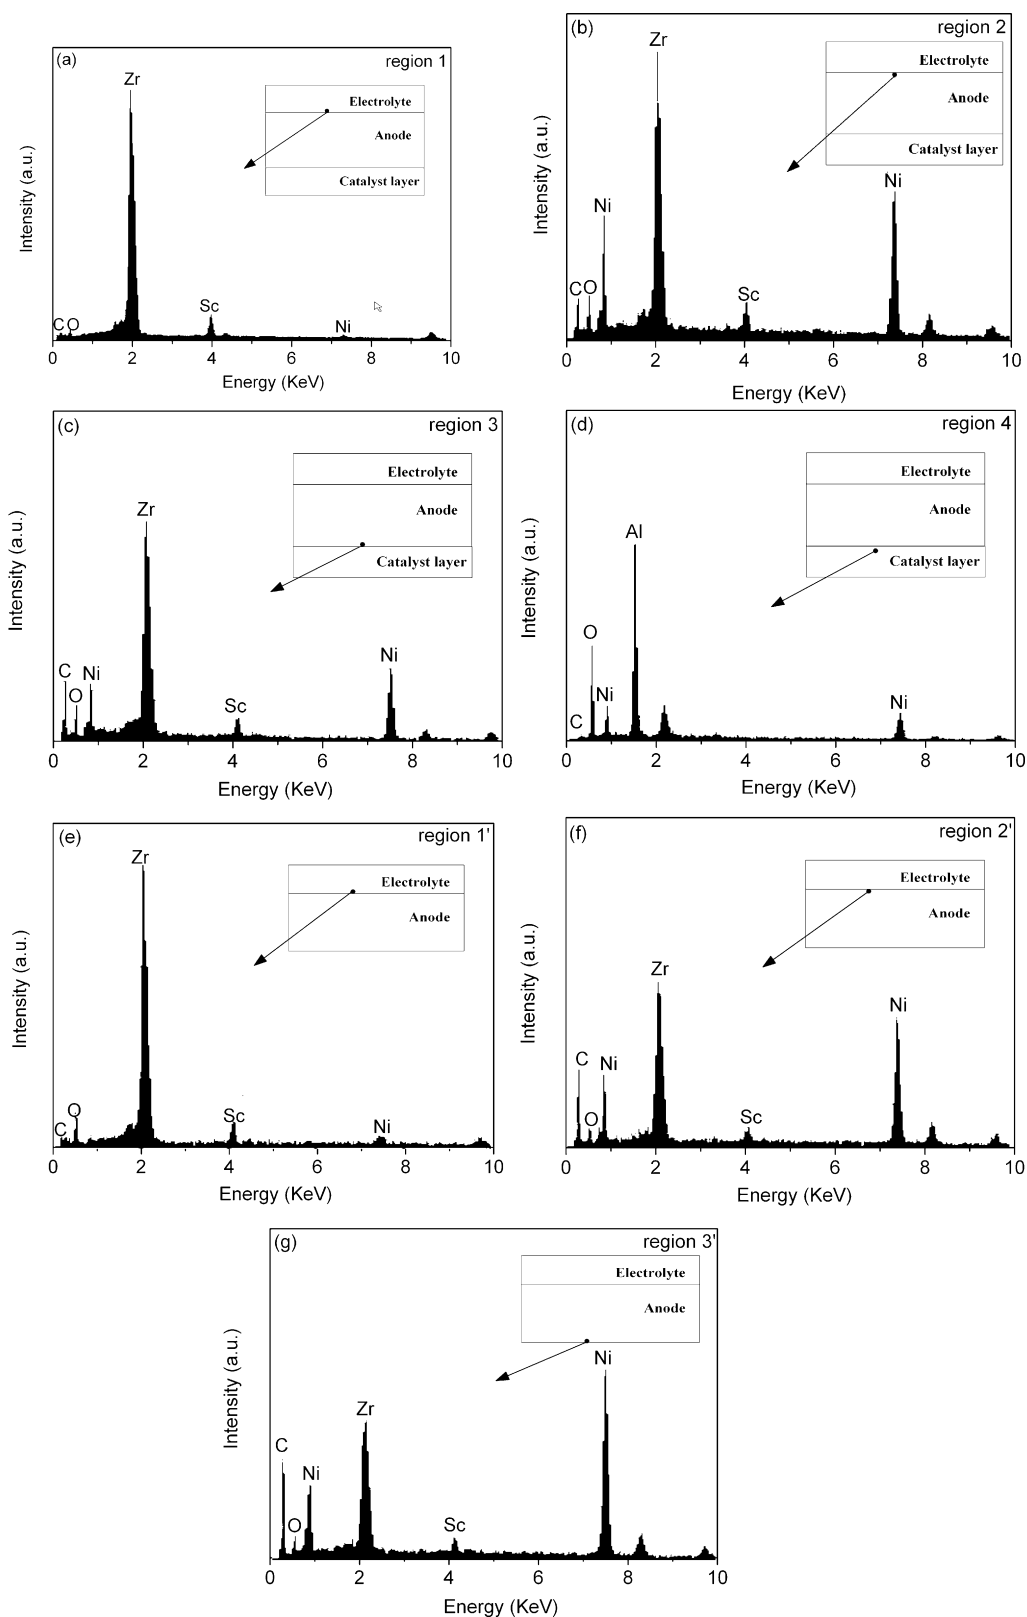 (a)
region 1
Zr
Electrolyte
Anode
Catalyst layer
Sc
C O
Ni
0 2 4 6 8 10
Intensity (a.u.)
Energy (KeV)
(b)
region 2
Zr
Electrolyte
Anode
Catalyst layer
Ni
Ni
C O
Sc
0 2 4 6 8 10
Intensity (a.u.)
Energy (KeV)
(c)
region 3
Electrolyte
Zr
Anode
Catalyst layer
C
Ni
O
Sc
Ni
0 2 4 6 8 10
Intensity (a.u.)
Energy (KeV)
(d)
region 4
Electrolyte
Anode
Al
Catalyst layer
O
Ni
C
Ni
0 2 4 6 8 10
Intensity (a.u.)
Energy (KeV)
(e)
region 1'
Zr
Electrolyte
Anode
O
C
Sc
Ni
0 2 4 6 8 10
Intensity (a.u.)
Energy (KeV)
(f)
region 2'
Electrolyte
Anode
Zr
Ni
C
Ni
O
Sc
0 2 4 6 8 10
Intensity (a.u.)
Energy (KeV)
(g)
region 3'
Electrolyte
Anode
Ni
Zr
C
Ni
O
Sc
0 2 4 6 8 10
Intensity (a.u.)
Energy (KeV)